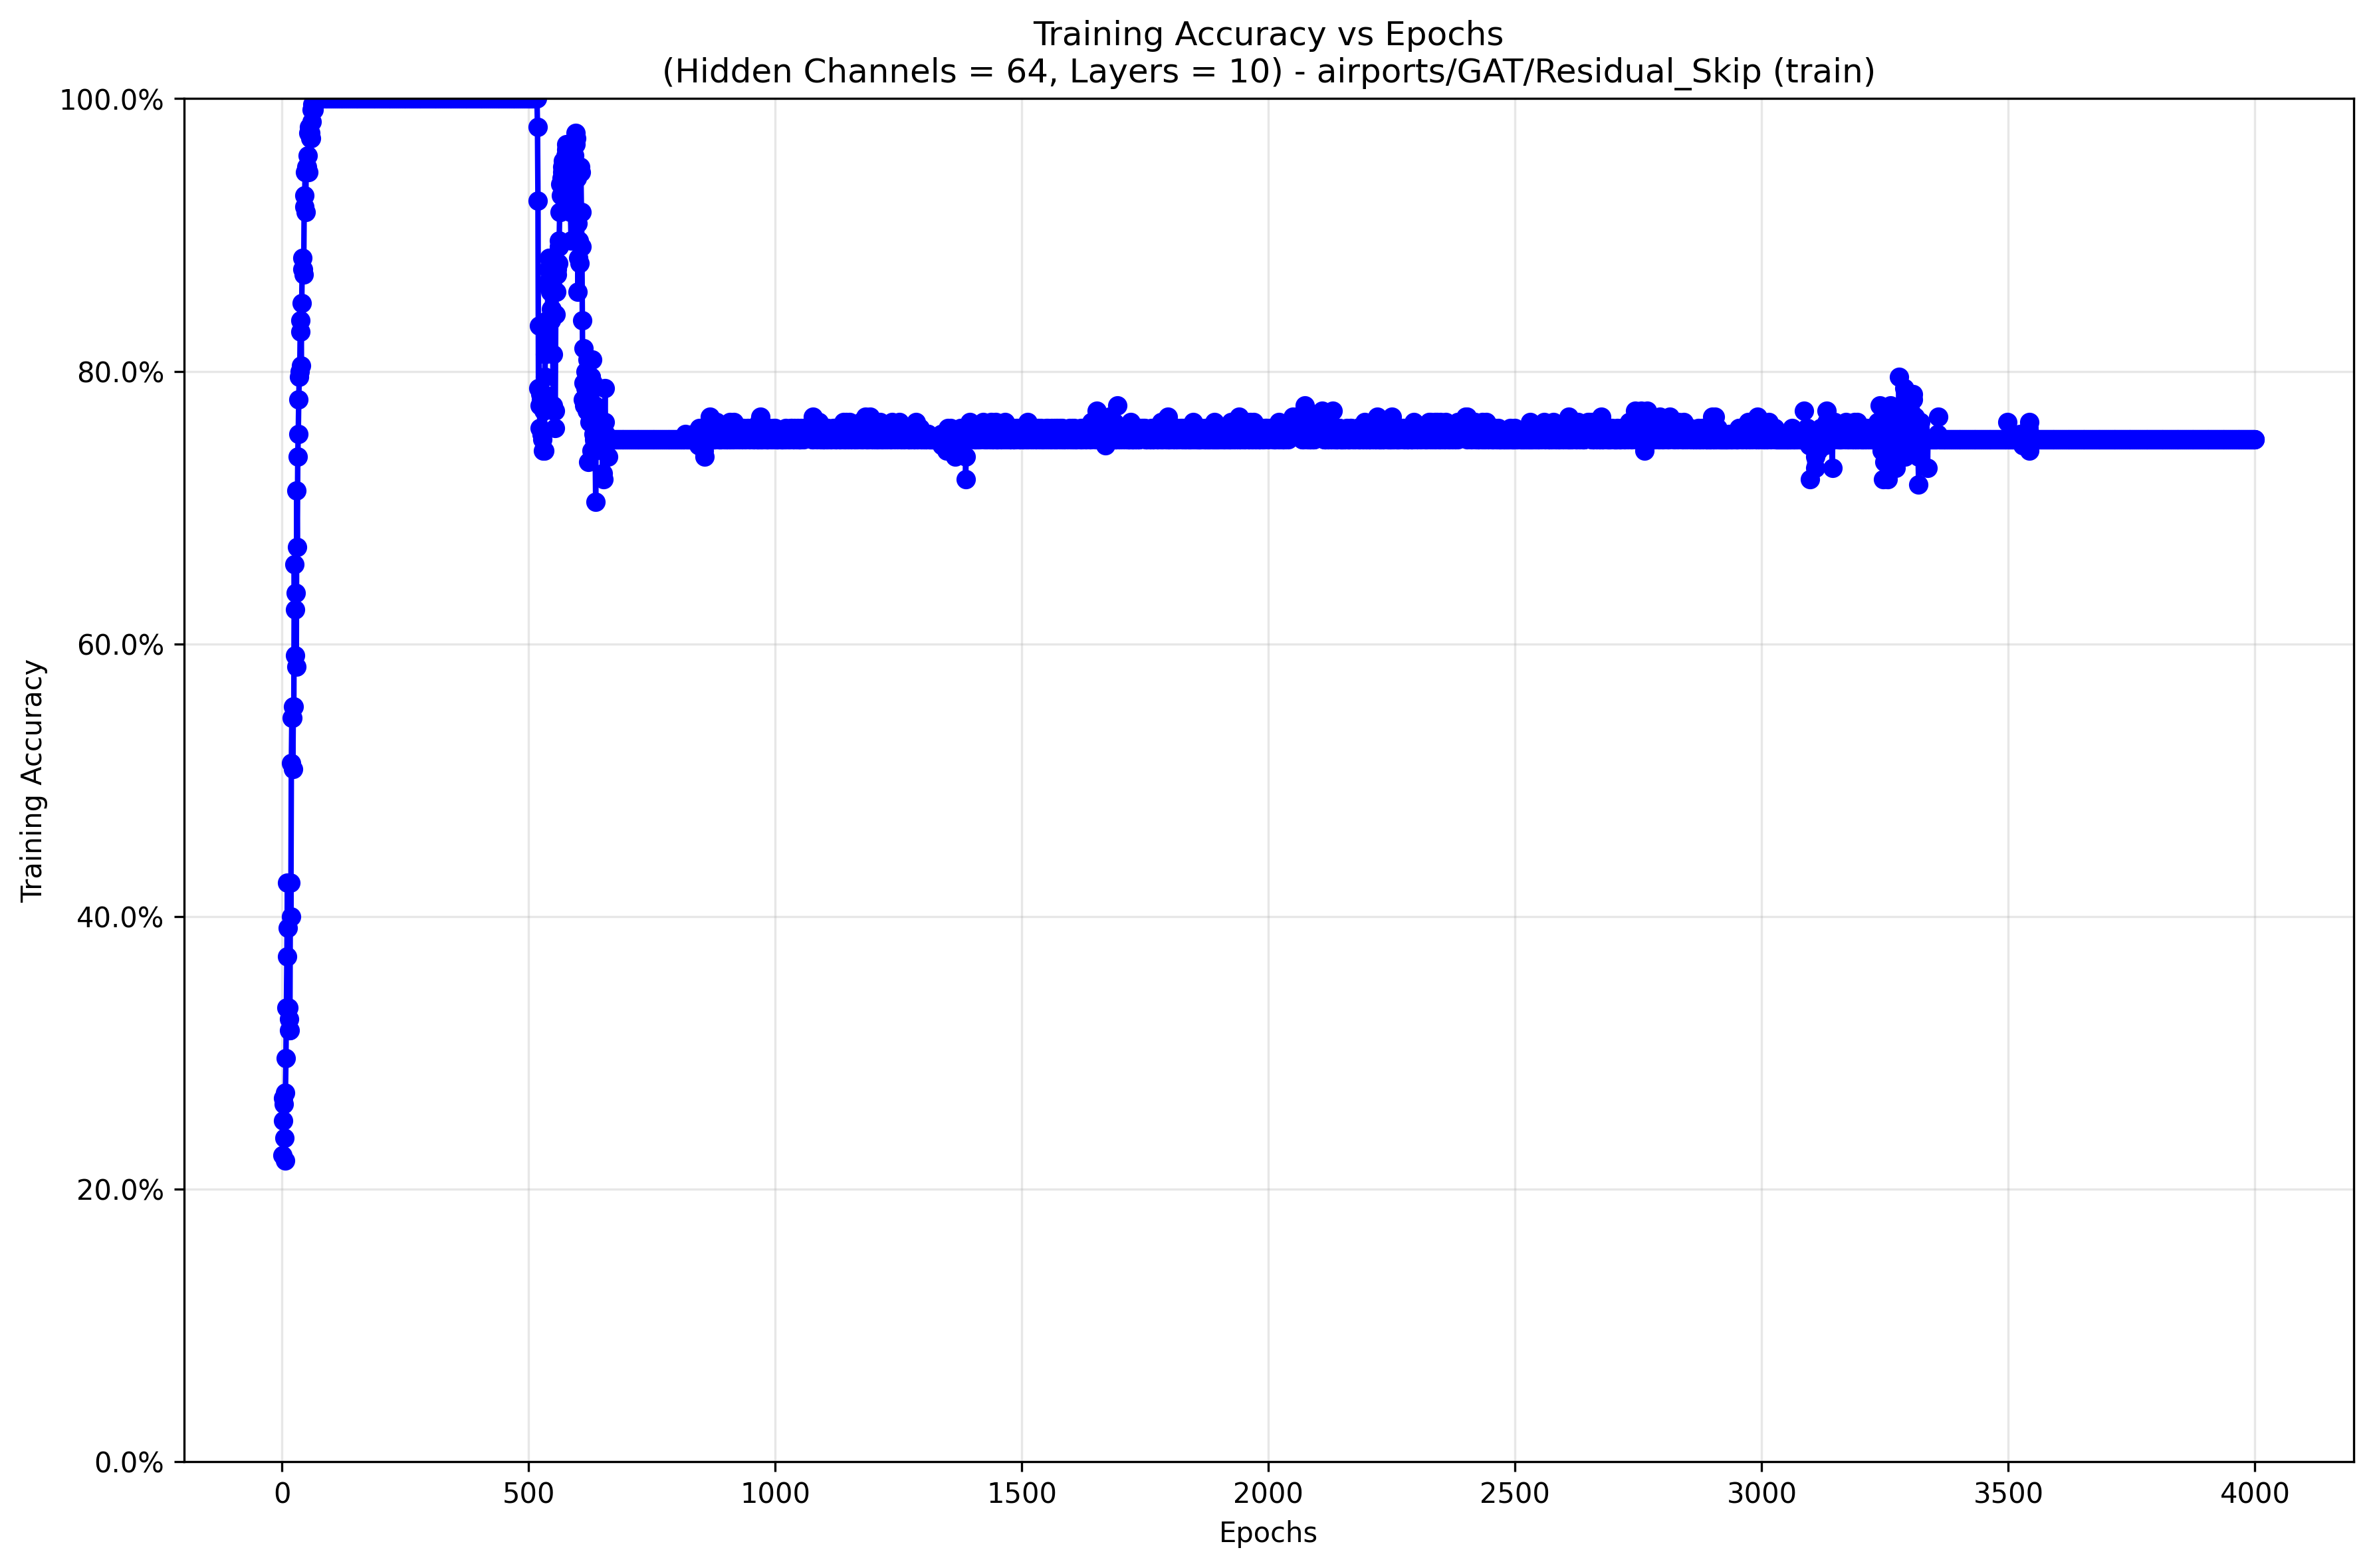 Training Accuracy vs Epochs
(Hidden Channels = 64, Layers = 10) - airports/GAT/Residual_Skip (train)
100.0%
80.0%
60.0%
40.0%
20.0%
0.0%
Training Accuracy
0 500 1000 1500 2000 2500 3000 3500 4000
Epochs